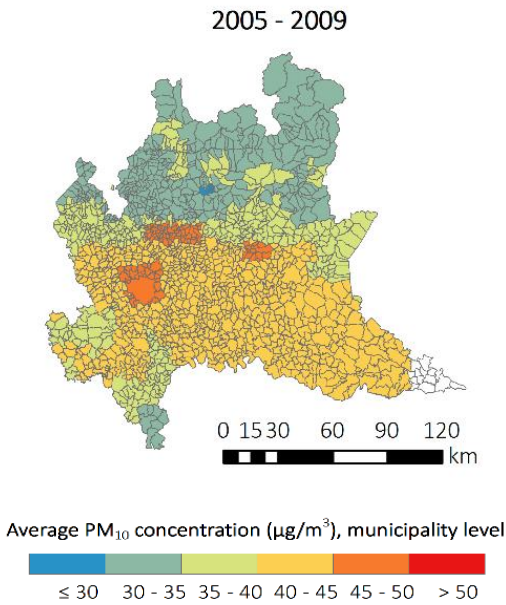 2005 - 2009
0 15 30 60 90 120
km
Average PM₁₀ concentration (µg/m³), municipality level
≤ 30 30 - 35 35 - 40 40 - 45 45 - 50 > 50